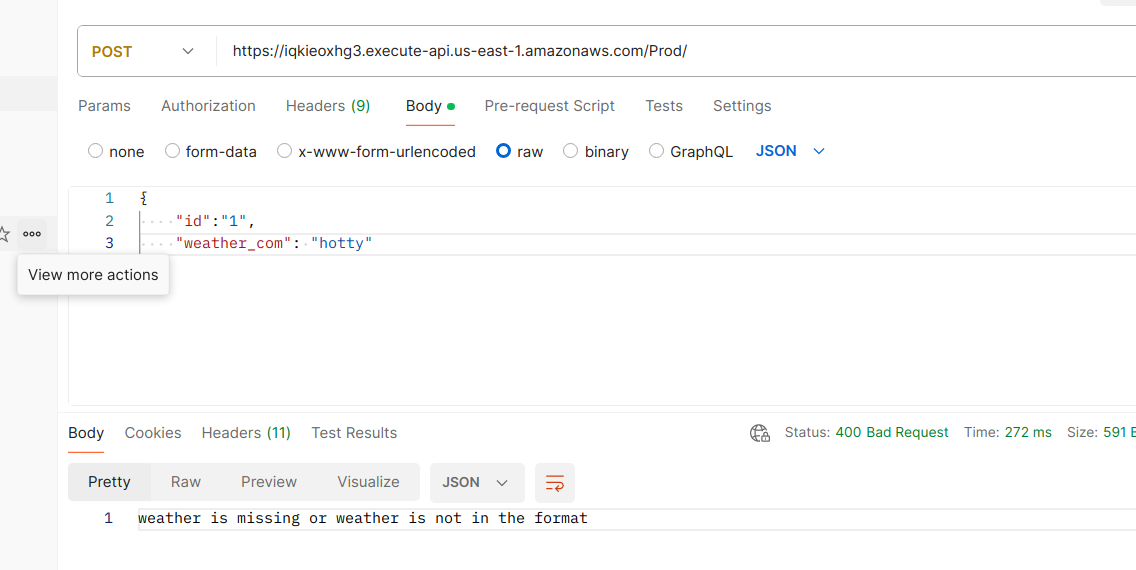 POST https://iqkieoxhg3.execute-api.us-east-1.amazonaws.com/Prod/
Params Authorization Headers (9) Body Pre-request Script Tests Settings
none form-data x-www-form-urlencoded raw binary GraphQL JSON
1 {
2 "id":"1",
3 "weather_com": "hotty"
View more actions
Body Cookies Headers (11) Test Results Status: 400 Bad Request Time: 272 ms Size: 591
Pretty Raw Preview Visualize JSON
1 weather is missing or weather is not in the format